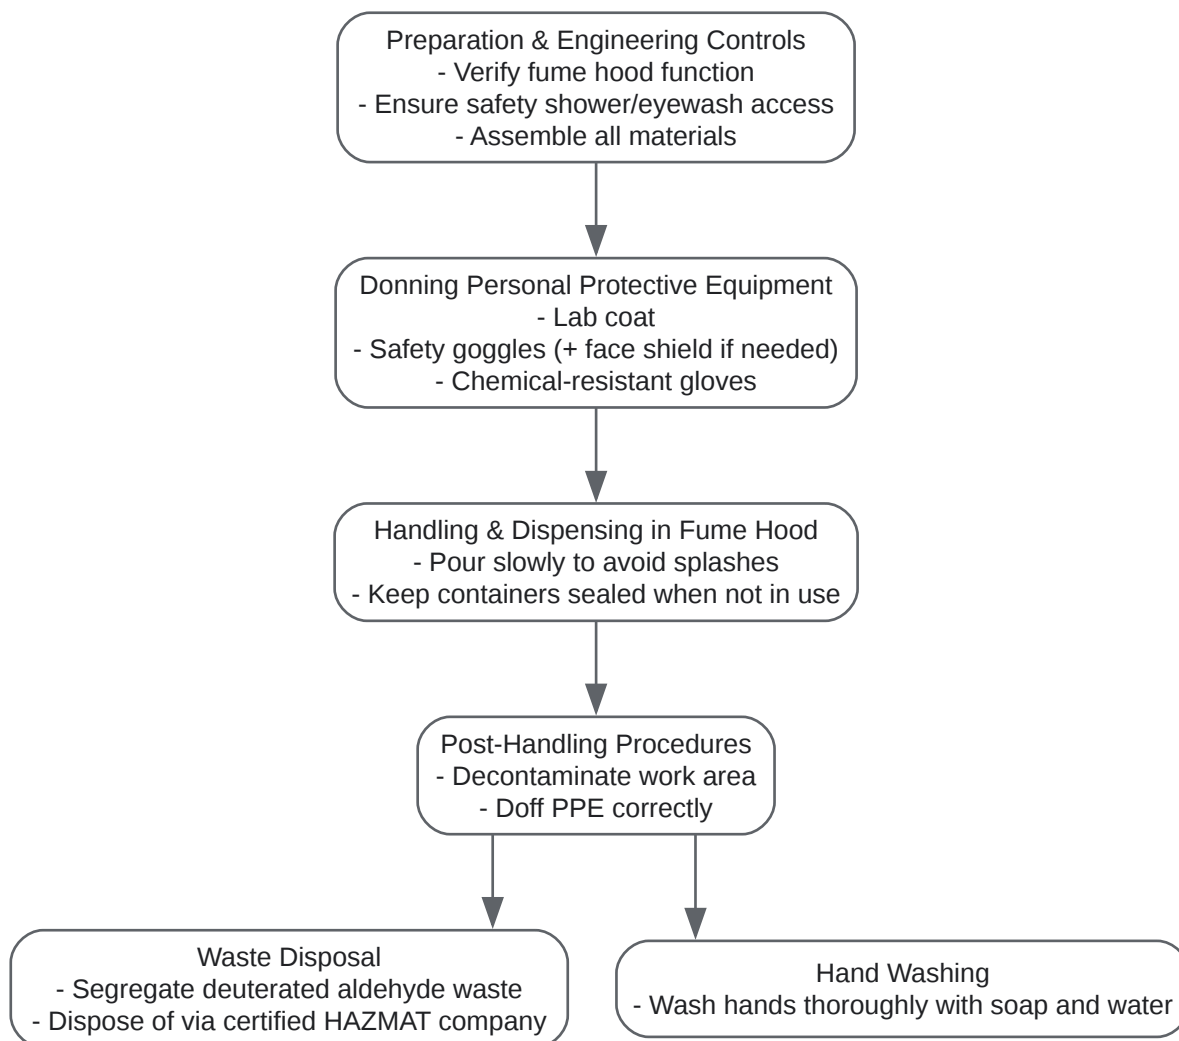 Preparation & Engineering Controls
- Verify fume hood function
- Ensure safety shower/eyewash access
- Assemble all materials
Donning Personal Protective Equipment
- Lab coat
- Safety goggles (+ face shield if needed)
- Chemical-resistant gloves
Handling & Dispensing in Fume Hood
- Pour slowly to avoid splashes
- Keep containers sealed when not in use
Post-Handling Procedures
- Decontaminate work area
- Doff PPE correctly
Waste Disposal
- Segregate deuterated aldehyde waste
- Dispose of via certified HAZMAT company
Hand Washing
- Wash hands thoroughly with soap and water